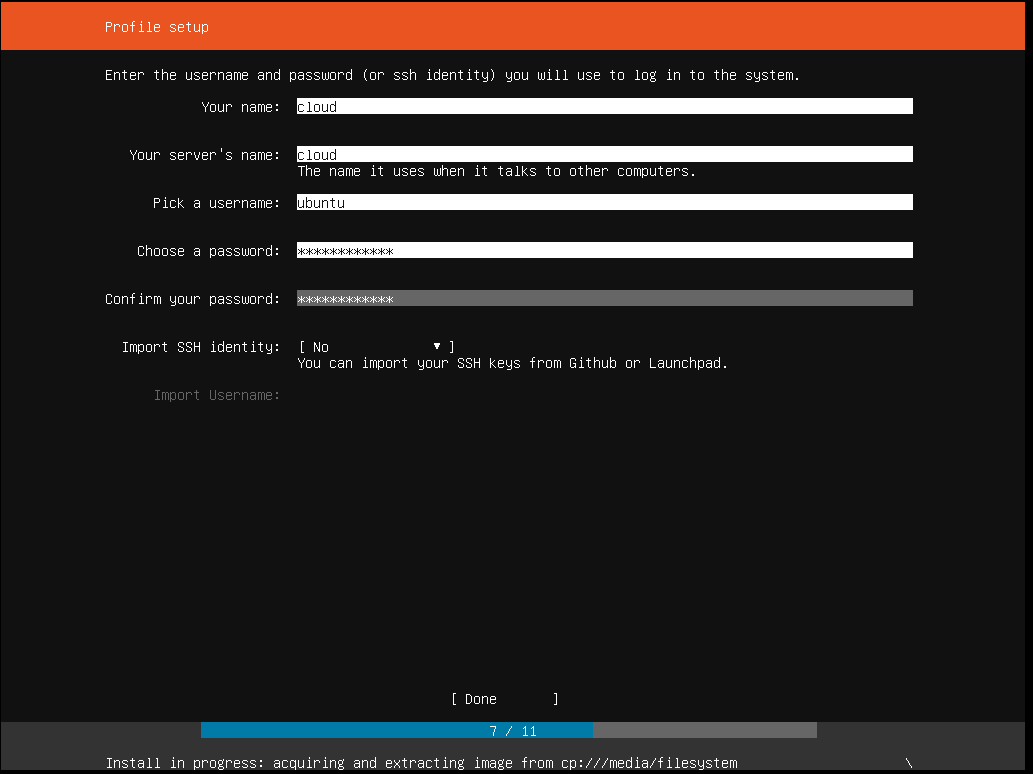 Profile setup
Enter the username and password (or ssh identity) you will use to log in to the system.
Your name: cloud
Your server's name: cloud
The name it uses when it talks to other computers.
Pick a username: ubuntu
Choose a password: ************
Confirm your password: ************
Import SSH identity: [ No ▼ ]
You can import your SSH keys from Github or Launchpad.
Import Username:
[ Done ]
7 / 11
Install in progress: acquiring and extracting image from cp:///media/filesystem \